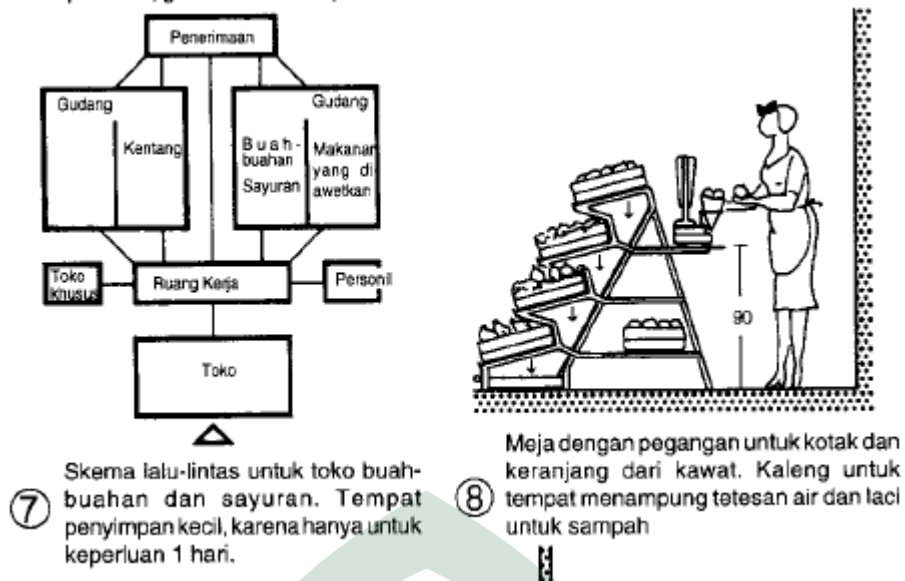 Penerimaan
Gudang
Kentang
Gudang
Buah-
buahan
Sayuran
Makanan
yang di
awetkan
Toko
khusus
Ruang Kerja
Personil
Toko
90
7
Skema lalu-lintas untuk toko buah-
buahan dan sayuran. Tempat
penyimpan kecil, karena hanya untuk
keperluan 1 hari.
8
Meja dengan pegangan untuk kotak dan
keranjang dari kawat. Kaleng untuk
tempat menampung tetesan air dan laci
untuk sampah